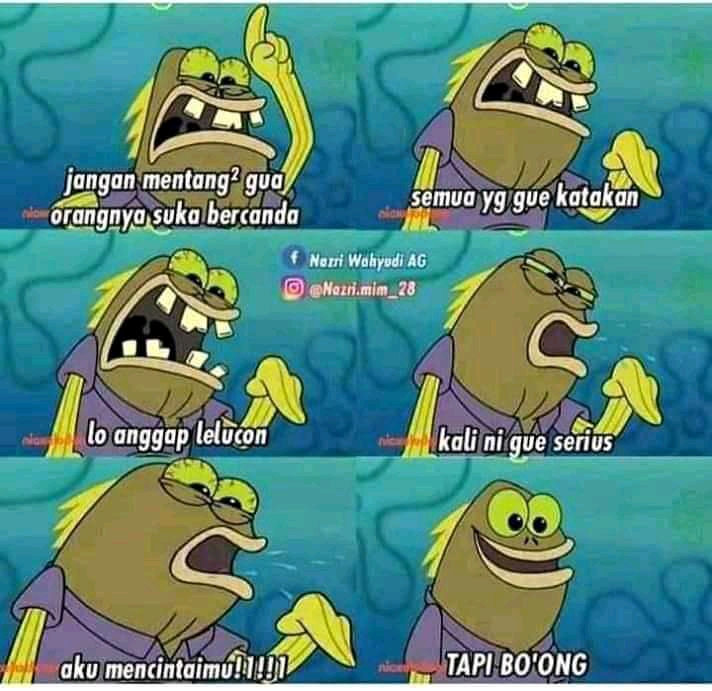 jangan mentang² gua
orangnya suka bercanda
semua yg gue katakan
Nazri Wahyudi AG
@Nazri.mim_28
lo anggap lelucon
kali ni gue serius
aku mencintaimu!1!!1
TAPI BO'ONG